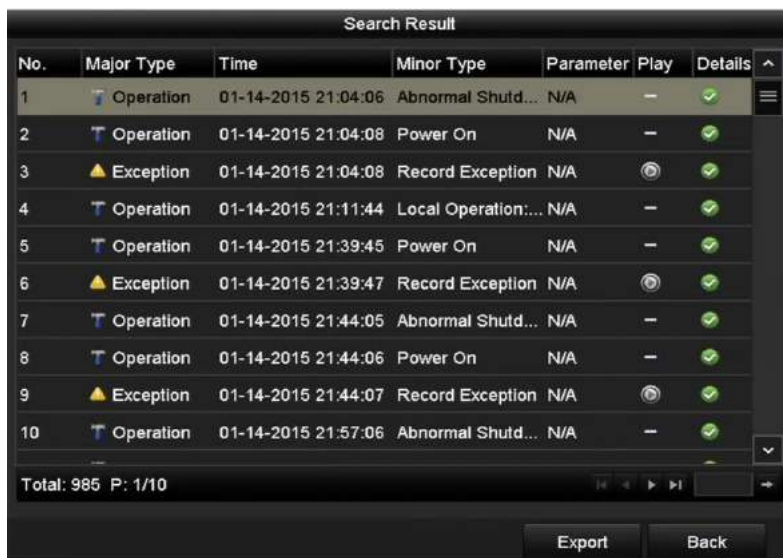 Search Result
No. Major Type Time Minor Type Parameter Play Details
1 Operation 01-14-2015 21:04:06 Abnormal Shutd... N/A –
2 Operation 01-14-2015 21:04:08 Power On N/A –
3 Exception 01-14-2015 21:04:08 Record Exception N/A
4 Operation 01-14-2015 21:11:44 Local Operation:... N/A –
5 Operation 01-14-2015 21:39:45 Power On N/A –
6 Exception 01-14-2015 21:39:47 Record Exception N/A
7 Operation 01-14-2015 21:44:05 Abnormal Shutd... N/A –
8 Operation 01-14-2015 21:44:06 Power On N/A –
9 Exception 01-14-2015 21:44:07 Record Exception N/A
10 Operation 01-14-2015 21:57:06 Abnormal Shutd... N/A –
Total: 985 P: 1/10
Export Back